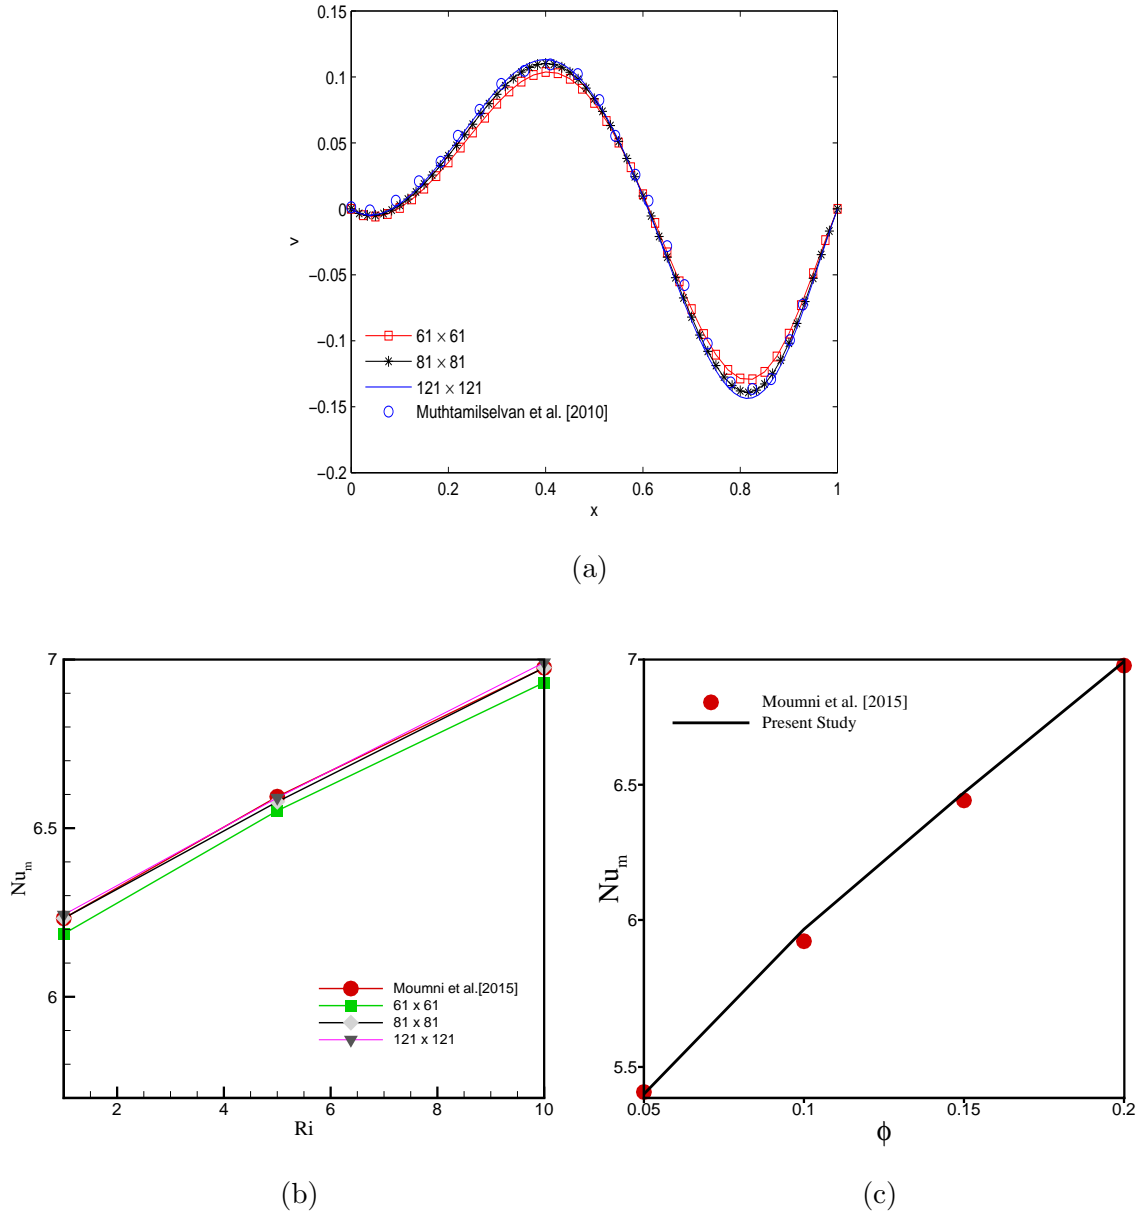 0.15
0.1
0.05
0
−0.05
−0.1
−0.15
−0.2
v
61 × 61
81 × 81
121 × 121
Muthtamilselvan et al. [2010]
0 0.2 0.4 0.6 0.8 1
x
(a)
7
6.5
6
Nu_m
Moumni et al.[2015]
61 x 61
81 x 81
121 x 121
2 4 6 8 10
Ri
(b)
7
6.5
6
5.5
Nu_m
Moumni et al. [2015]
Present Study
0.05 0.1 0.15 0.2
ϕ
(c)